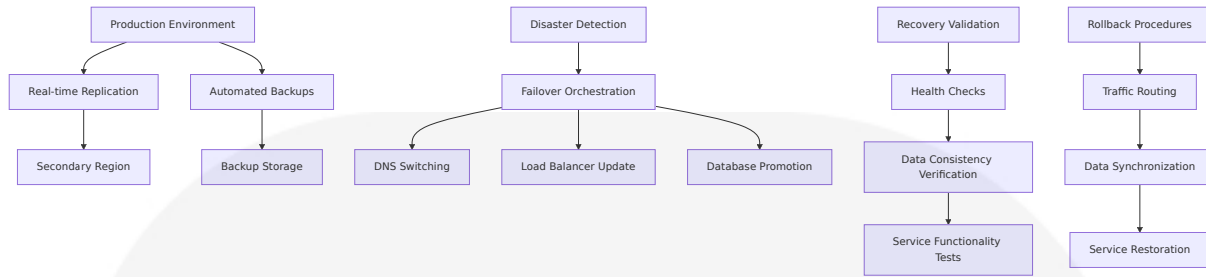 Production Environment
Disaster Detection
Recovery Validation
Rollback Procedures
Real-time Replication
Automated Backups
Failover Orchestration
Health Checks
Traffic Routing
Secondary Region
Backup Storage
DNS Switching
Load Balancer Update
Database Promotion
Data Consistency
Verification
Data Synchronization
Service Functionality
Tests
Service Restoration